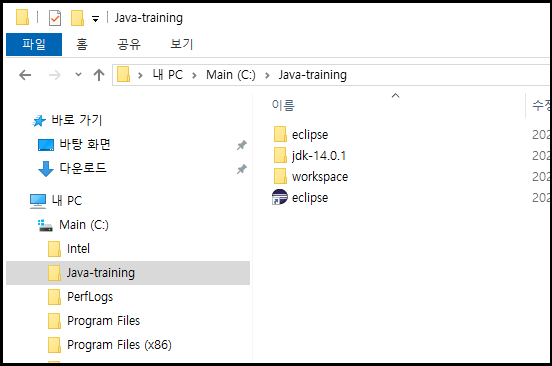 Java-training
파일 홈 공유 보기
내 PC > Main (C:) > Java-training
이름 수정
바로 가기
바탕 화면
다운로드
내 PC
Main (C:)
Intel
Java-training
PerfLogs
Program Files
Program Files (x86)
eclipse 202
jdk-14.0.1 202
workspace 202
eclipse 202